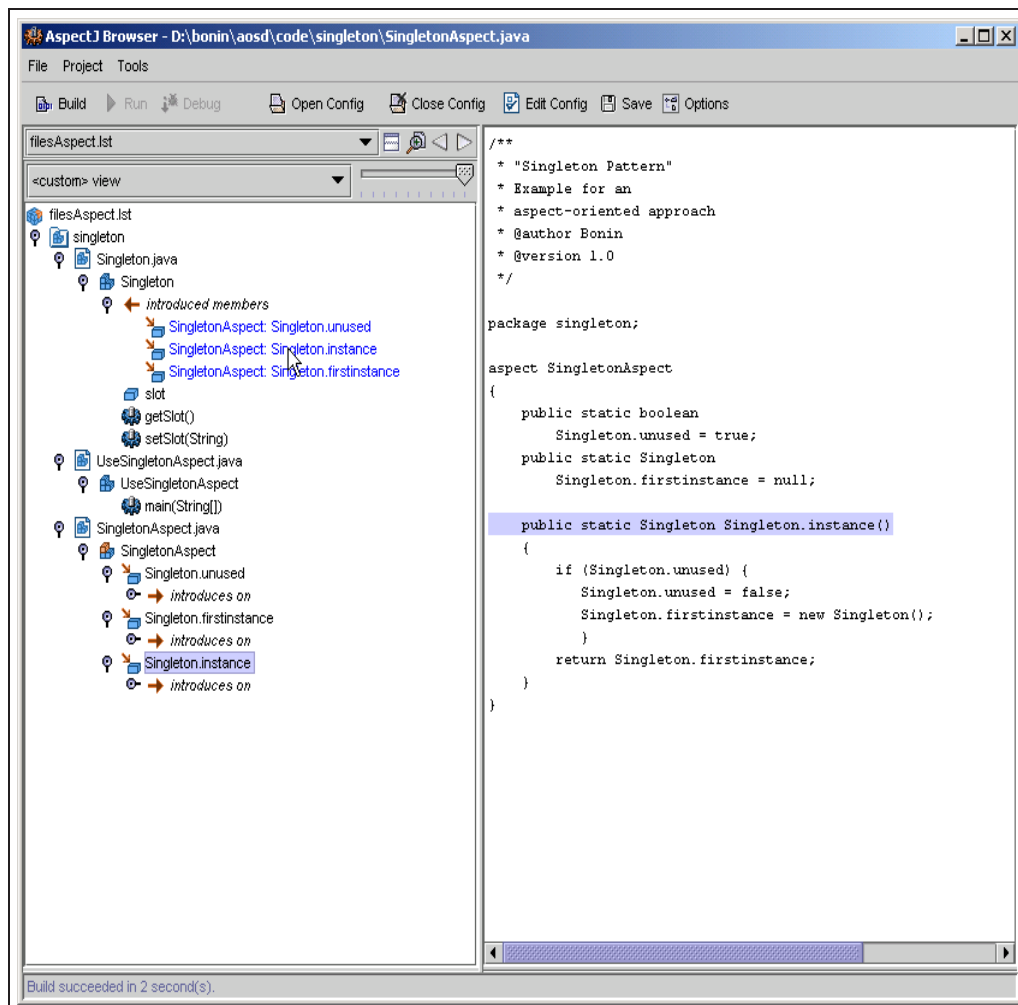 AspectJ Browser - D:\bonin\aosd\code\singleton\SingletonAspect.java
File Project Tools
Build Run Debug Open Config Close Config Edit Config Save Options
filesAspect.lst
<custom> view
filesAspect.lst
singleton
Singleton.java
Singleton
introduced members
SingletonAspect: Singleton.unused
SingletonAspect: Singleton.instance
SingletonAspect: Singleton.firstinstance
slot
getSlot()
setSlot(String)
UseSingletonAspect.java
UseSingletonAspect
main(String[])
SingletonAspect.java
SingletonAspect
Singleton.unused
introduces on
Singleton.firstinstance
introduces on
Singleton.instance
introduces on
/**
* "Singleton Pattern"
* Example for an
* aspect-oriented approach
* @author Bonin
* @version 1.0
*/
package singleton;
aspect SingletonAspect
{
public static boolean
Singleton.unused = true;
public static Singleton
Singleton.firstinstance = null;
public static Singleton Singleton.instance()
{
if (Singleton.unused) {
Singleton.unused = false;
Singleton.firstinstance = new Singleton();
}
return Singleton.firstinstance;
}
}
Build succeeded in 2 second(s).